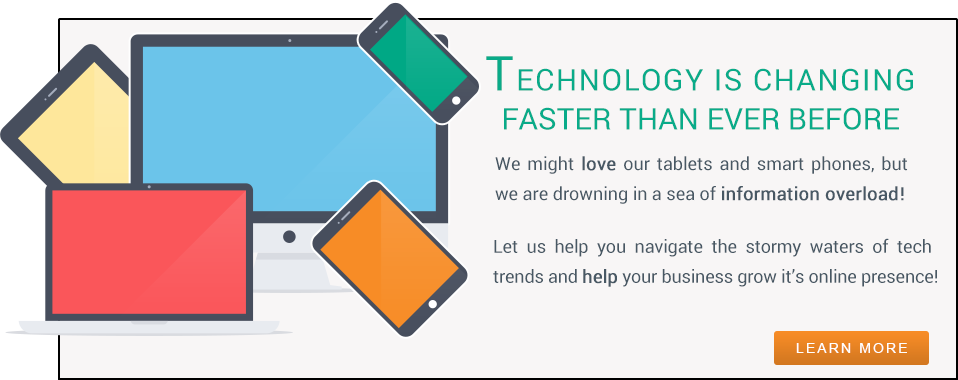 TECHNOLOGY IS CHANGING
FASTER THAN EVER BEFORE
We might love our tablets and smart phones, but
we are drowning in a sea of information overload!
Let us help you navigate the stormy waters of tech
trends and help your business grow it's online presence!
LEARN MORE